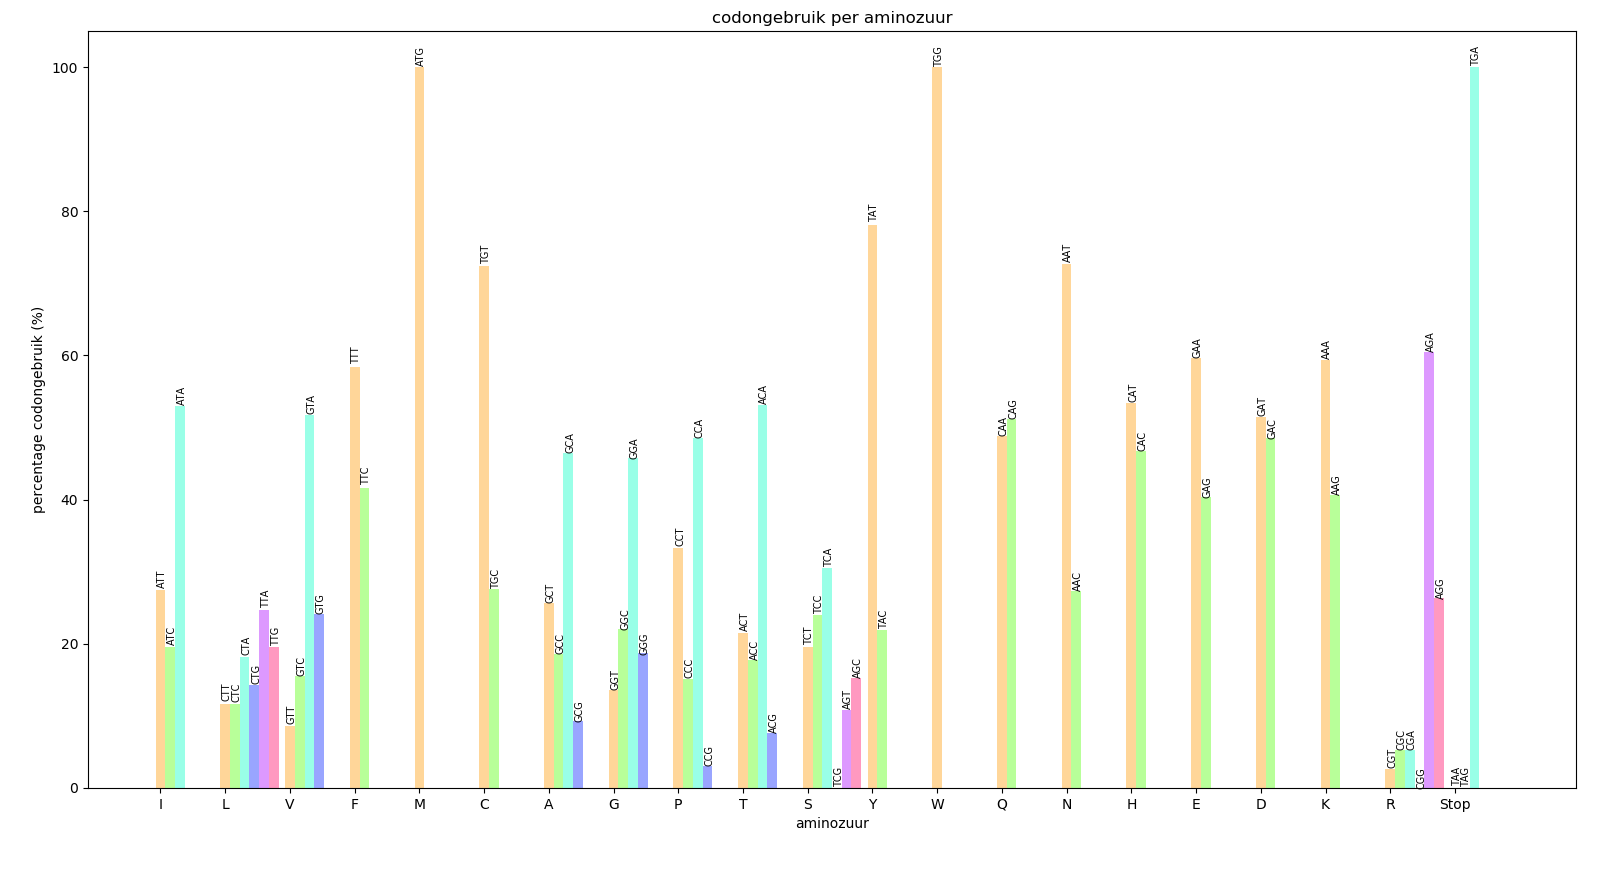 codongebruik per aminozuur
percentage codongebruik (%)
100
80
60
40
20
0
ATT
ATC
ATA
CTT
CTC
CTA
CTG
TTA
TTG
GTT
GTC
GTA
GTG
TTT
TTC
ATG
TGT
TGC
GCT
GCC
GCA
GCG
GGT
GGC
GGA
GGG
CCT
CCC
CCA
CCG
ACT
ACC
ACA
ACG
TCT
TCC
TCA
TCG
AGT
AGC
TAT
TAC
TGG
CAA
CAG
AAT
AAC
CAT
CAC
GAA
GAG
GAT
GAC
AAA
AAG
CGT
CGC
CGA
CGG
AGA
AGG
TAA
TAG
TGA
I L V F M C A G P T S Y W Q N H E D K R Stop
aminozuur